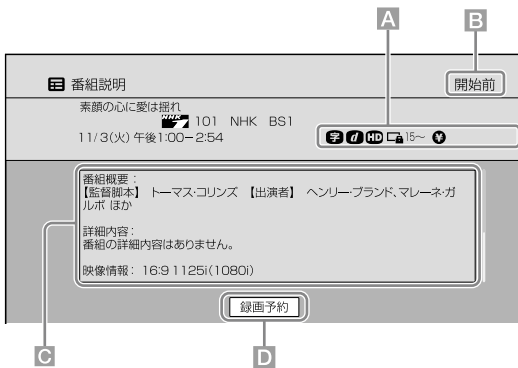 A
B
番組説明
開始前
素顔の心に愛は揺れ
NHK 101 NHK BS1
11/3(火) 午後1:00−2:54
字 d HD 15～ ¥
番組概要：
【監督脚本】 トーマス・コリンズ 【出演者】 ヘンリー・ブランド、マレーネ・ガ
ルボ ほか
詳細内容：
番組の詳細内容はありません。
映像情報： 16:9 1125i(1080i)
録画予約
C
D